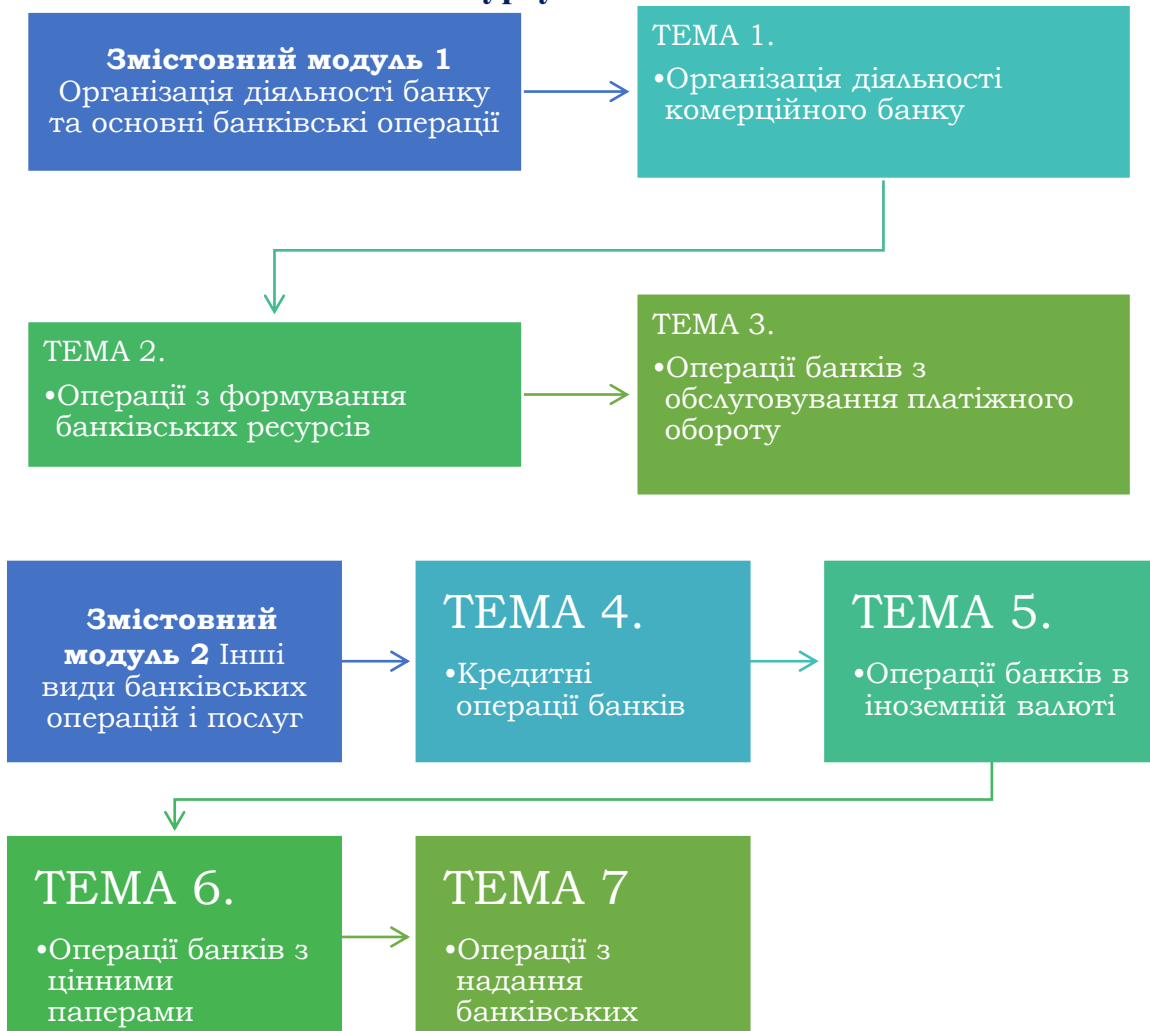 Змістовний модуль 1
Організація діяльності банку
та основні банківські операції
ТЕМА 1.
•Організація діяльності
комерційного банку
ТЕМА 2.
•Операції з формування
банківських ресурсів
ТЕМА 3.
•Операції банків з
обслуговування платіжного
обороту
Змістовний
модуль 2 Інші
види банківських
операцій і послуг
ТЕМА 4.
•Кредитні
операції банків
ТЕМА 5.
•Операції банків в
іноземній валюті
ТЕМА 6.
•Операції банків з
цінними
паперами
ТЕМА 7
•Операції з
надання
банківських